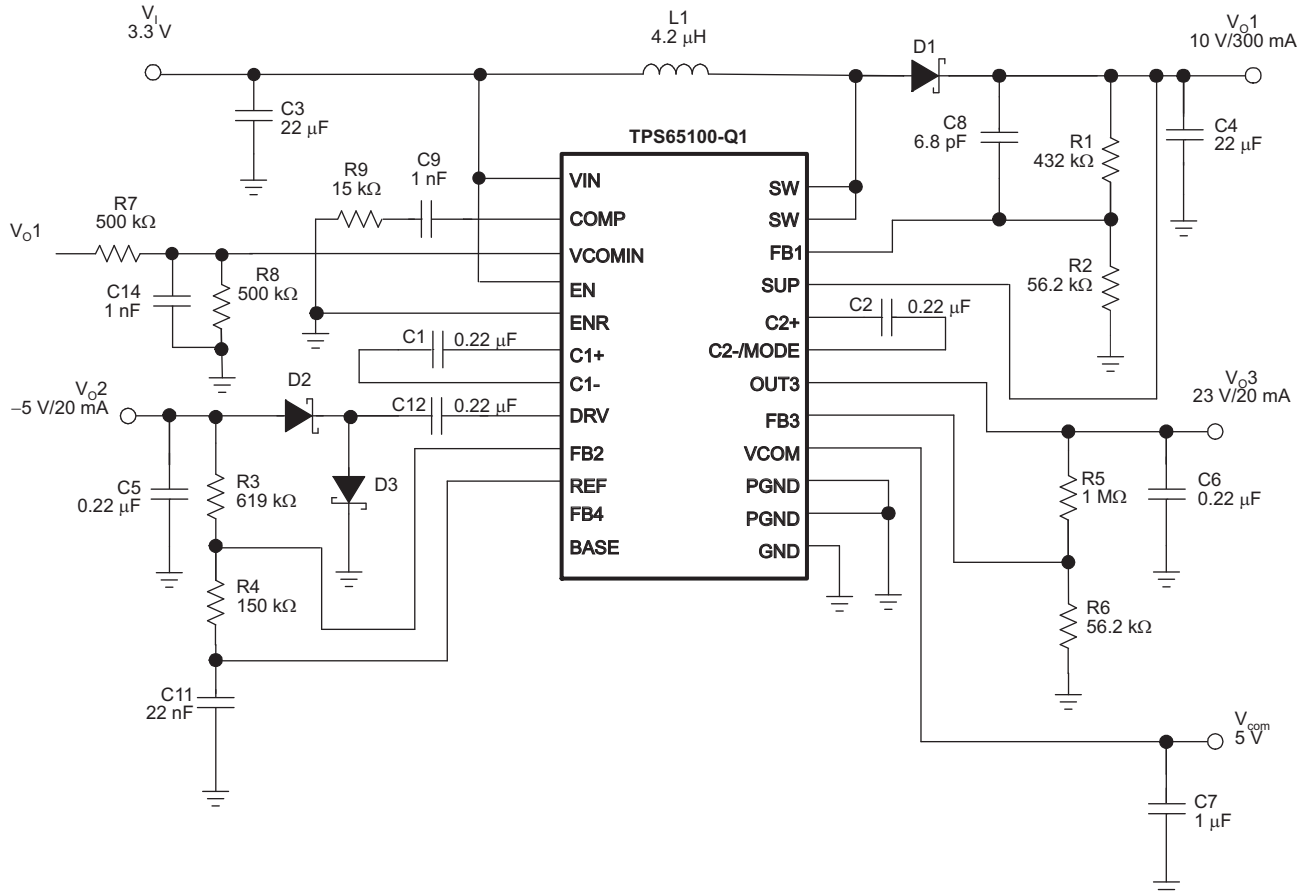 V_I
3.3 V
L1
4.2 μH
D1
V_O1
10 V/300 mA
C3
22 μF
C8
6.8 pF
R1
432 kΩ
C4
22 μF
TPS65100-Q1
R9
15 kΩ
C9
1 nF
VIN
SW
COMP
SW
R7
500 kΩ
V_O1
VCOMIN
FB1
R8
500 kΩ
C14
1 nF
R2
56.2 kΩ
EN
SUP
ENR
C2+
C2
0.22 μF
C1
0.22 μF
C1+
C2-/MODE
C1-
OUT3
V_O2
−5 V/20 mA
D2
C12
0.22 μF
DRV
FB3
V_O3
23 V/20 mA
FB2
VCOM
C5
0.22 μF
R3
619 kΩ
D3
REF
PGND
R5
1 MΩ
C6
0.22 μF
FB4
PGND
BASE
GND
R4
150 kΩ
R6
56.2 kΩ
C11
22 nF
V_com
5 V
C7
1 μF